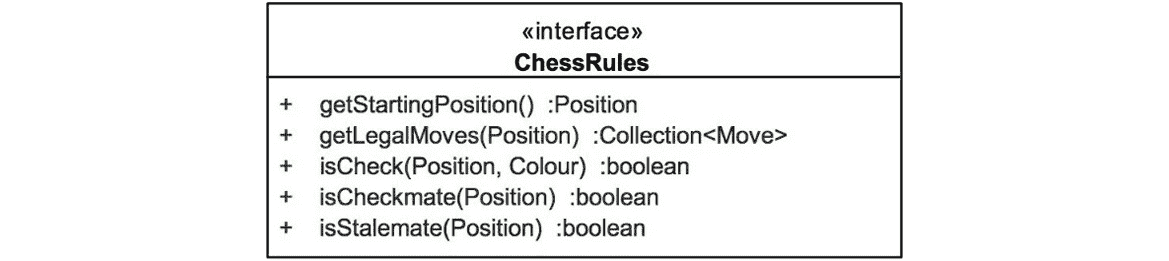 «interface»
ChessRules
+ getStartingPosition() :Position
+ getLegalMoves(Position) :Collection<Move>
+ isCheck(Position, Colour) :boolean
+ isCheckmate(Position) :boolean
+ isStalemate(Position) :boolean